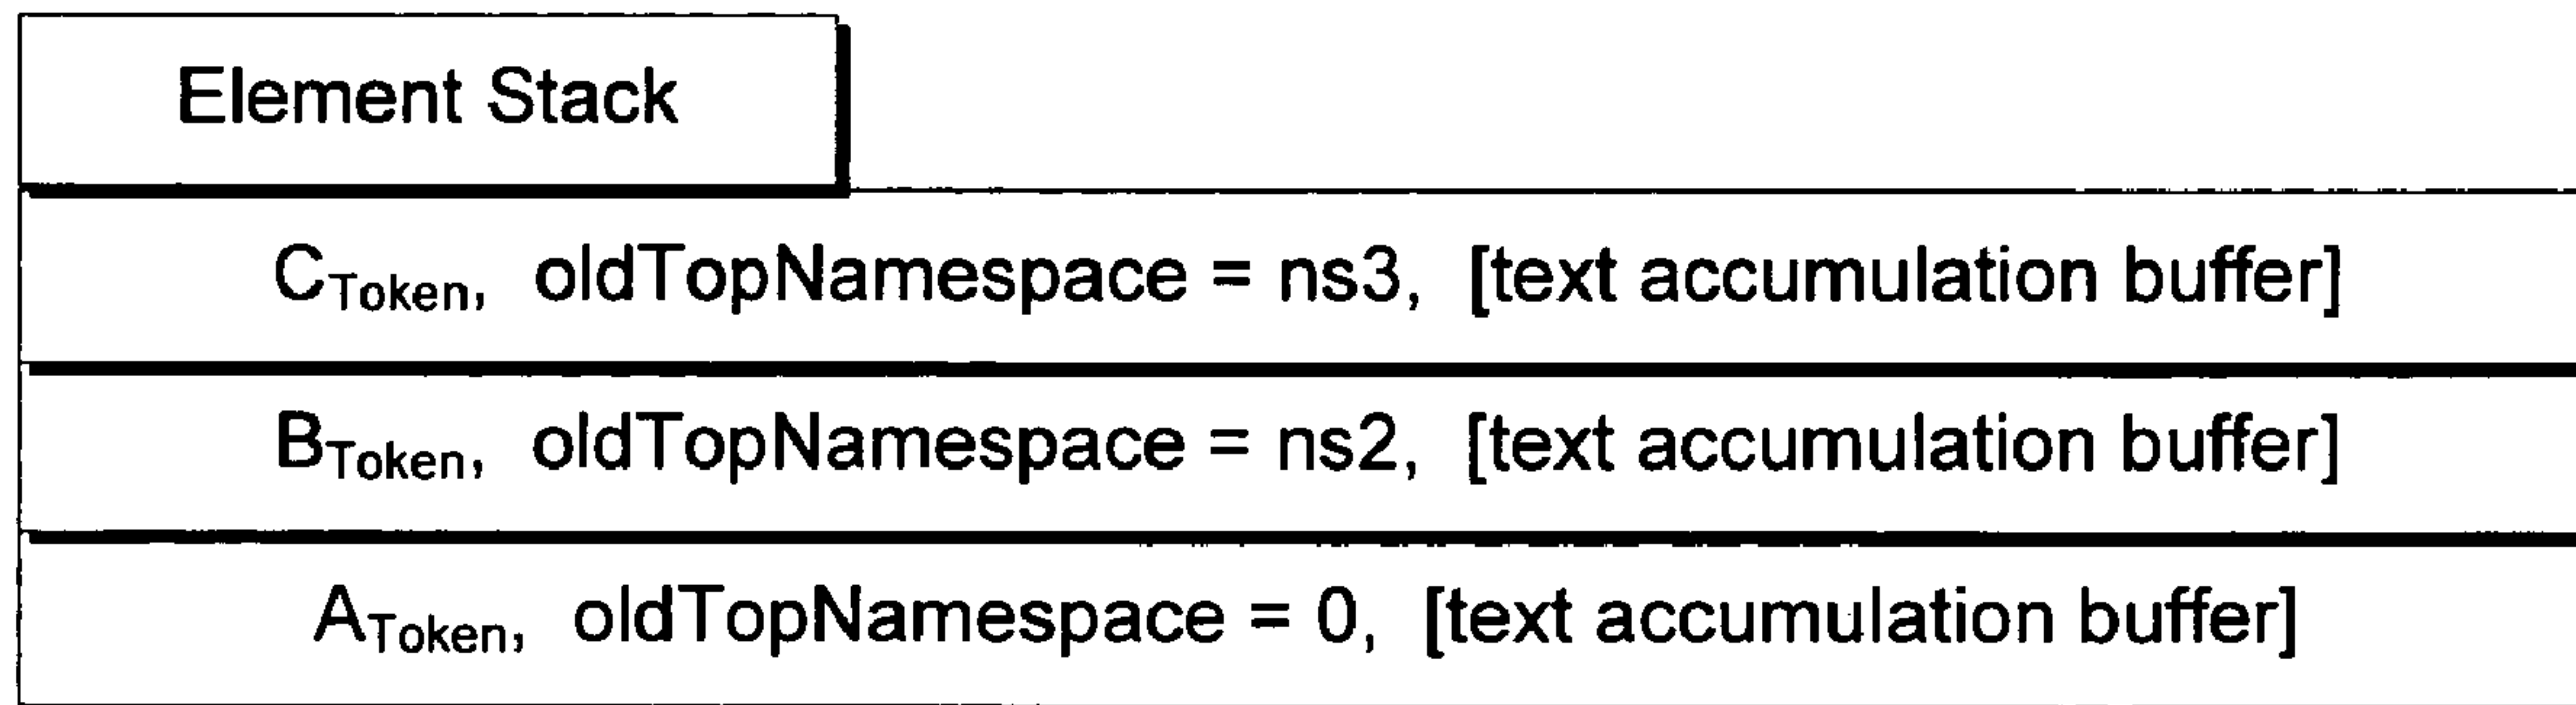 Element Stack
CToken, oldTopNamespace = ns3, [text accumulation buffer]
BToken, oldTopNamespace = ns2, [text accumulation buffer]
AToken, oldTopNamespace = 0, [text accumulation buffer]